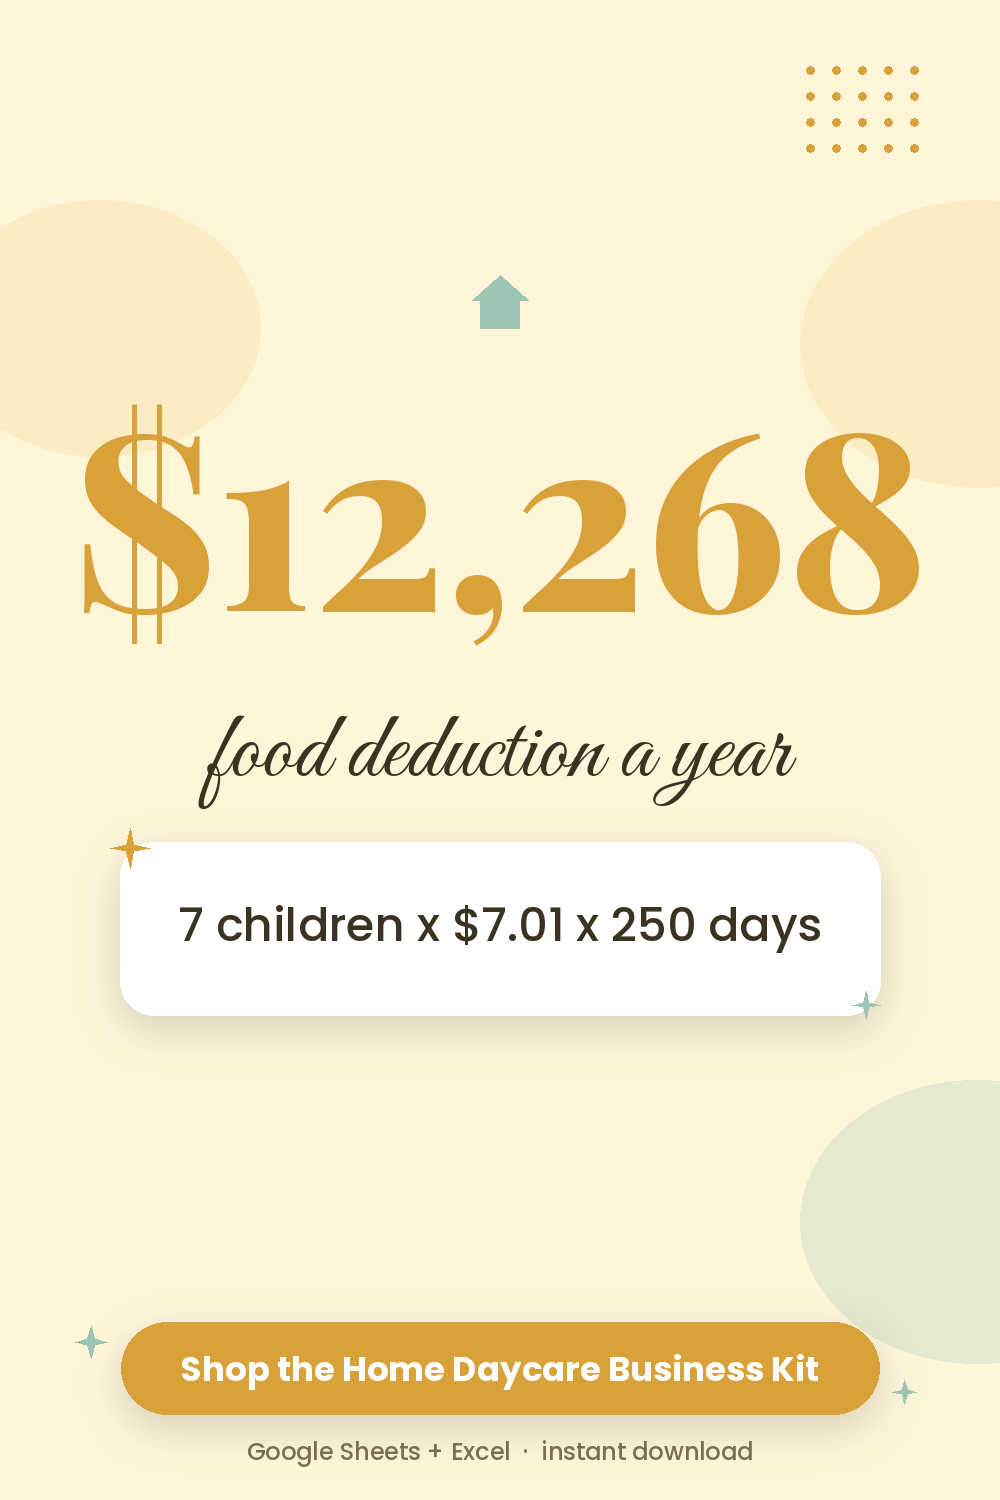 $12,268
food deduction a year
7 children x $7.01 x 250 days
Shop the Home Daycare Business Kit
Google Sheets + Excel · instant download